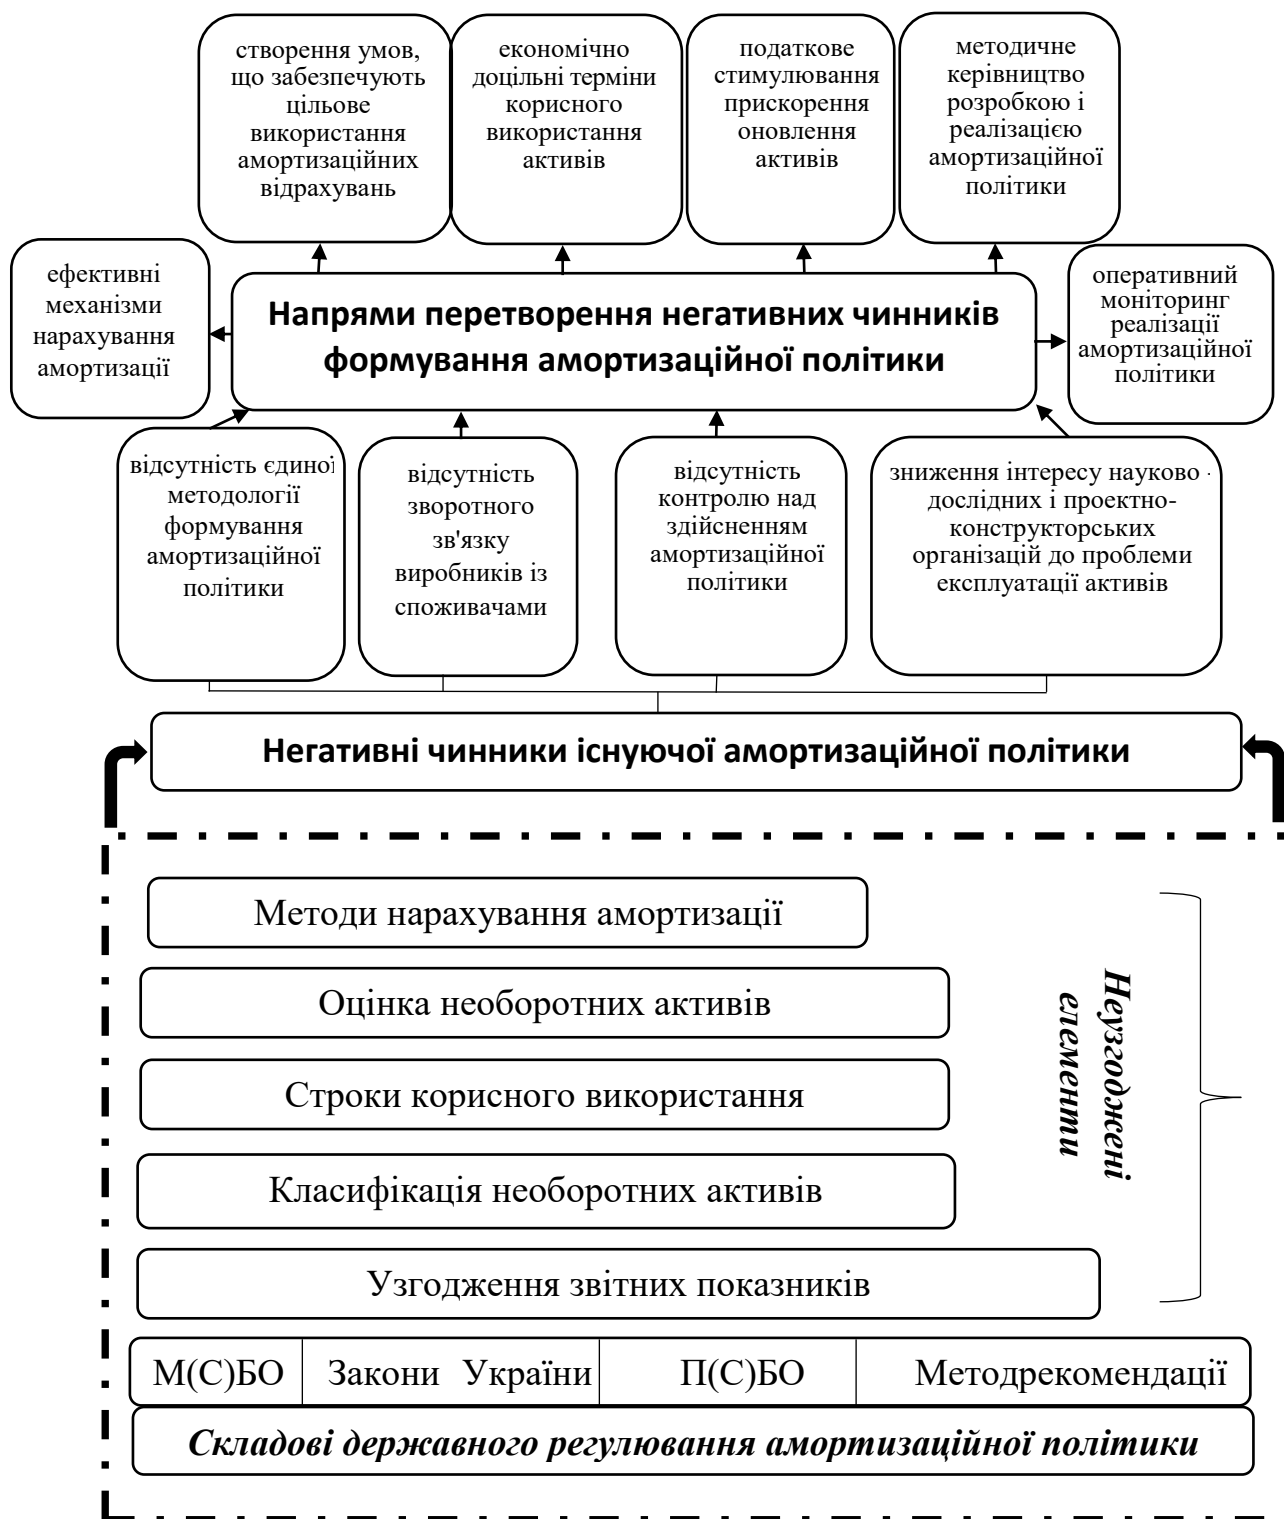 створення умов,
що забезпечують
цільове
використання
амортизаційних
відрахувань
економічно
доцільні терміни
корисного
використання
активів
податкове
стимулювання
прискорення
оновлення
активів
методичне
керівництво
розробкою і
реалізацією
амортизаційної
політики
ефективні
механізми
нарахування
амортизації
Напрями перетворення негативних чинників
формування амортизаційної політики
оперативний
моніторинг
реалізації
амортизаційної
політики
відсутність єдиної
методології
формування
амортизаційної
політики
відсутність
зворотного
зв'язку
виробників із
споживачами
відсутність
контролю над
здійсненням
амортизаційної
політики
зниження інтересу науково -
дослідних і проектно-
конструкторських
організацій до проблеми
експлуатації активів
Негативні чинники існуючої амортизаційної політики
Методи нарахування амортизації
Оцінка необоротних активів
Строки корисного використання
Класифікація необоротних активів
Узгодження звітних показників
Неузгоджені
елементи
М(С)БО Закони України П(С)БО Методрекомендації
Складові державного регулювання амортизаційної політики